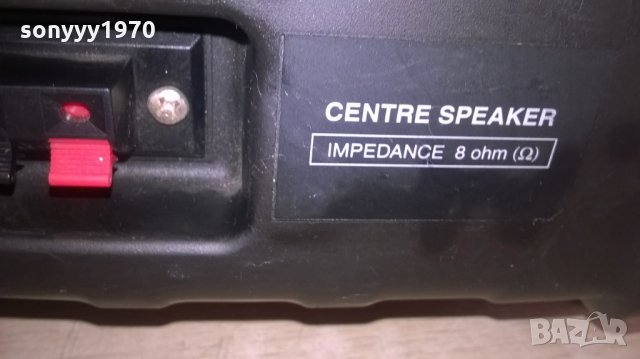 sonyyy1970
CENTRE SPEAKER
IMPEDANCE 8 ohm (Ω)
BAZAR